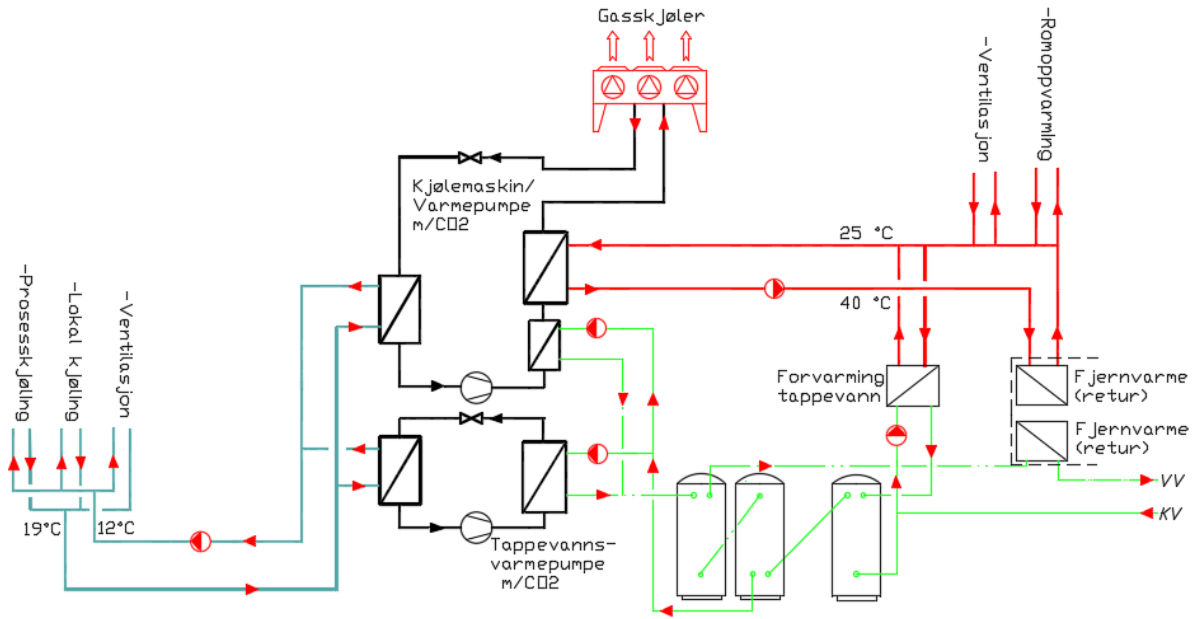 Gasskjøler
-Ventilasjon
-Romoppvarming
Kjølemaskin/
Varmepumpe
m/CO2
25 °C
40 °C
-Prosesskjøling
-Lokal kjøling
-Ventilasjon
Forvarming
tappevann
Fjernvarme
(retur)
Fjernvarme
(retur)
VV
KV
19°C
12°C
Tappevanns-
varmepumpe
m/CO2